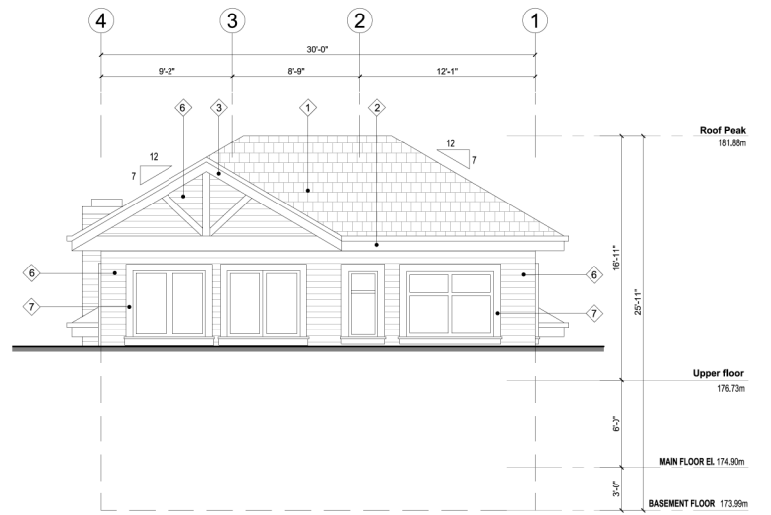 4 3 2 1
30'-0"
9'-2" 8'-9" 12'-1"
6 3 1 2
Roof Peak
181.88m
12 12
7 7
16'-11"
25'-11"
6 6
7 7
Upper floor
176.73m
6'-3"
MAIN FLOOR El. 174.90m
3'-0"
BASEMENT FLOOR 173.99m